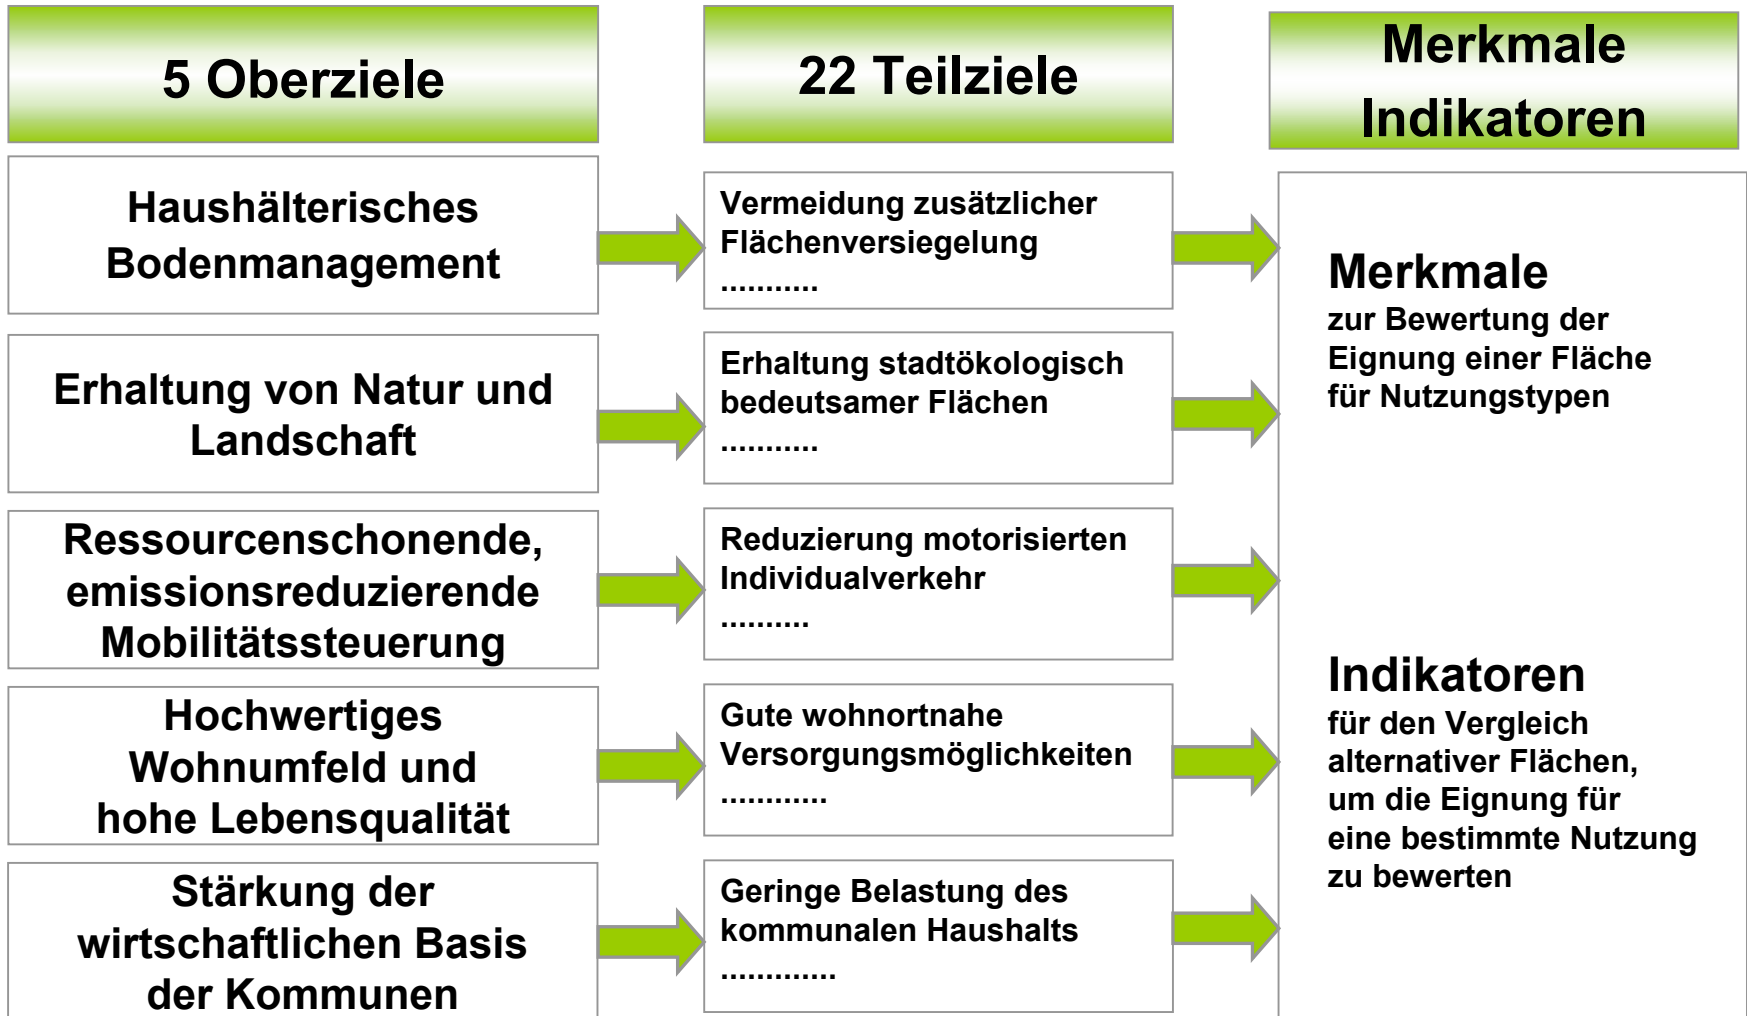 5 Oberziele
22 Teilziele
Merkmale
Indikatoren
Haushälterisches
Bodenmanagement
Vermeidung zusätzlicher
Flächenversiegelung
...........
Erhaltung von Natur und
Landschaft
Erhaltung stadtökologisch
bedeutsamer Flächen
...........
Ressourcenschonende,
emissionsreduzierende
Mobilitätssteuerung
Reduzierung motorisierten
Individualverkehr
..........
Hochwertiges
Wohnumfeld und
hohe Lebensqualität
Gute wohnortnahe
Versorgungsmöglichkeiten
............
Stärkung der
wirtschaftlichen Basis
der Kommunen
Geringe Belastung des
kommunalen Haushalts
.............
Merkmale
zur Bewertung der
Eignung einer Fläche
für Nutzungstypen
Indikatoren
für den Vergleich
alternativer Flächen,
um die Eignung für
eine bestimmte Nutzung
zu bewerten